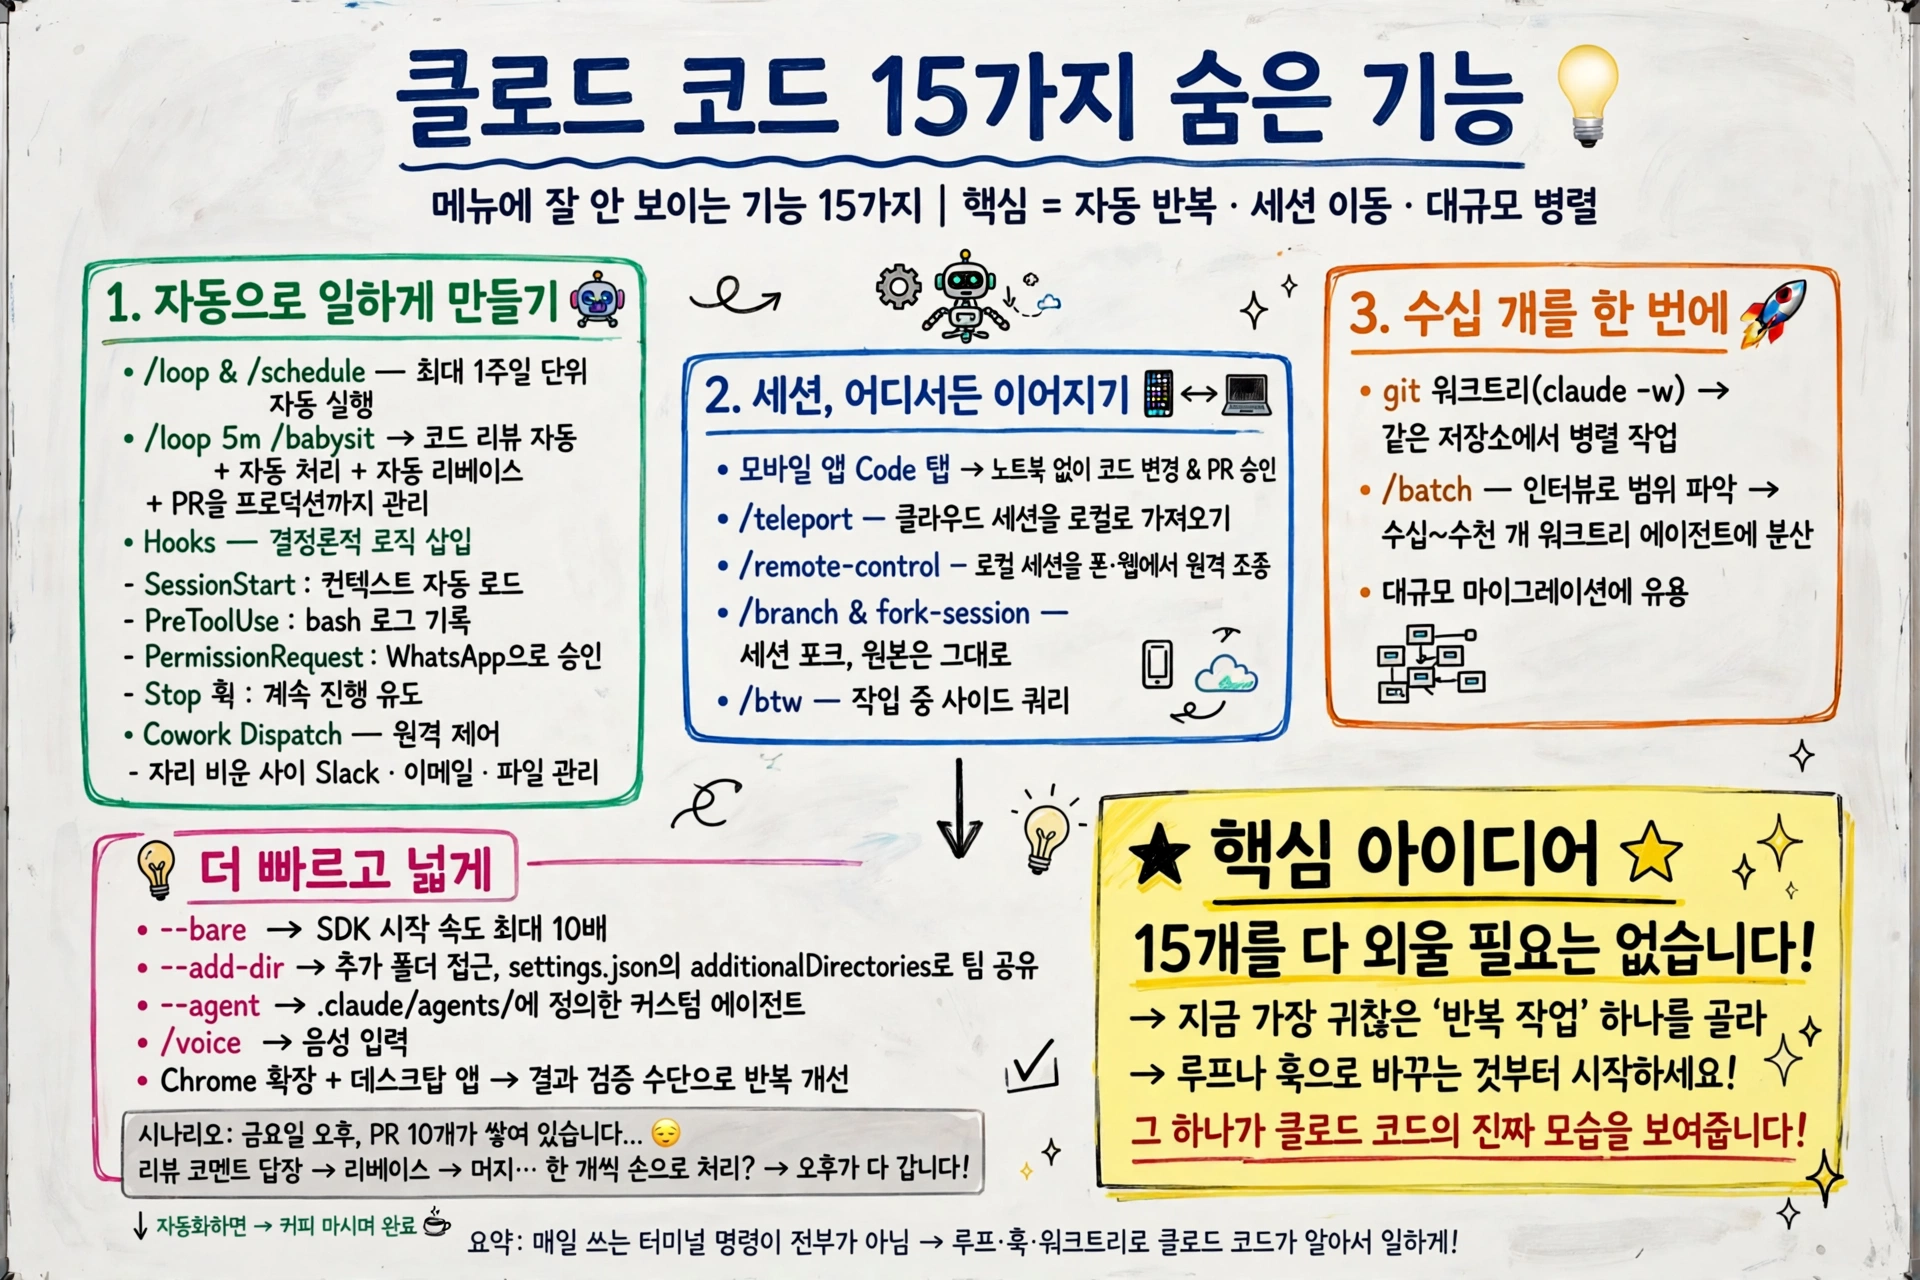 클로드 코드 15가지 숨은 기능
메뉴에 잘 안 보이는 기능 15가지 | 핵심 = 자동 반복 · 세션 이동 · 대규모 병렬
1. 자동으로 일하게 만들기
• /loop & /schedule — 최대 1주일 단위
자동 실행
• /loop 5m /babysit → 코드 리뷰 자동
+ 자동 처리 + 자동 리베이스
+ PR을 프로덕션까지 관리
• Hooks — 결정론적 로직 삽입
- SessionStart : 컨텍스트 자동 로드
- PreToolUse : bash 로그 기록
- PermissionRequest : WhatsApp으로 승인
- Stop 훡 : 계속 진행 유도
• Cowork Dispatch — 원격 제어
- 자리 비운 사이 Slack · 이메일 · 파일 관리
2. 세션, 어디서든 이어지기
• 모바일 앱 Code 탭 → 노트북 없이 코드 변경 & PR 승인
• /teleport — 클라우드 세션을 로컬로 가져오기
• /remote-control — 로컬 세션을 폰·웹에서 원격 조종
• /branch & fork-session —
세션 포크, 원본은 그대로
• /btw — 작입 중 사이드 쿼리
3. 수십 개를 한 번에
• git 워크트리(claude -w) →
같은 저장소에서 병렬 작업
• /batch — 인터뷰로 범위 파악 →
수십~수천 개 워크트리 에이전트에 분산
• 대규모 마이그레이션에 유용
더 빠르고 넓게
• --bare → SDK 시작 속도 최대 10배
• --add-dir → 추가 폴더 접근, settings.json의 additionalDirectories로 팀 공유
• --agent → .claude/agents/에 정의한 커스텀 에이전트
• /voice → 음성 입력
• Chrome 확장 + 데스크탑 앱 → 결과 검증 수단으로 반복 개선
시나리오: 금요일 오후, PR 10개가 쌓여 있습니다...
리뷰 코멘트 답장 → 리베이스 → 머지… 한 개씩 손으로 처리? → 오후가 다 갑니다!
↓ 자동화하면 → 커피 마시며 완료
★ 핵심 아이디어 ★
15개를 다 외울 필요는 없습니다!
→ 지금 가장 귀찮은 ‘반복 작업’ 하나를 골라
→ 루프나 훅으로 바꾸는 것부터 시작하세요!
그 하나가 클로드 코드의 진짜 모습을 보여줍니다!
요약: 매일 쓰는 터미널 명령이 전부가 아님 → 루프·훅·워크트리로 클로드 코드가 알아서 일하게!